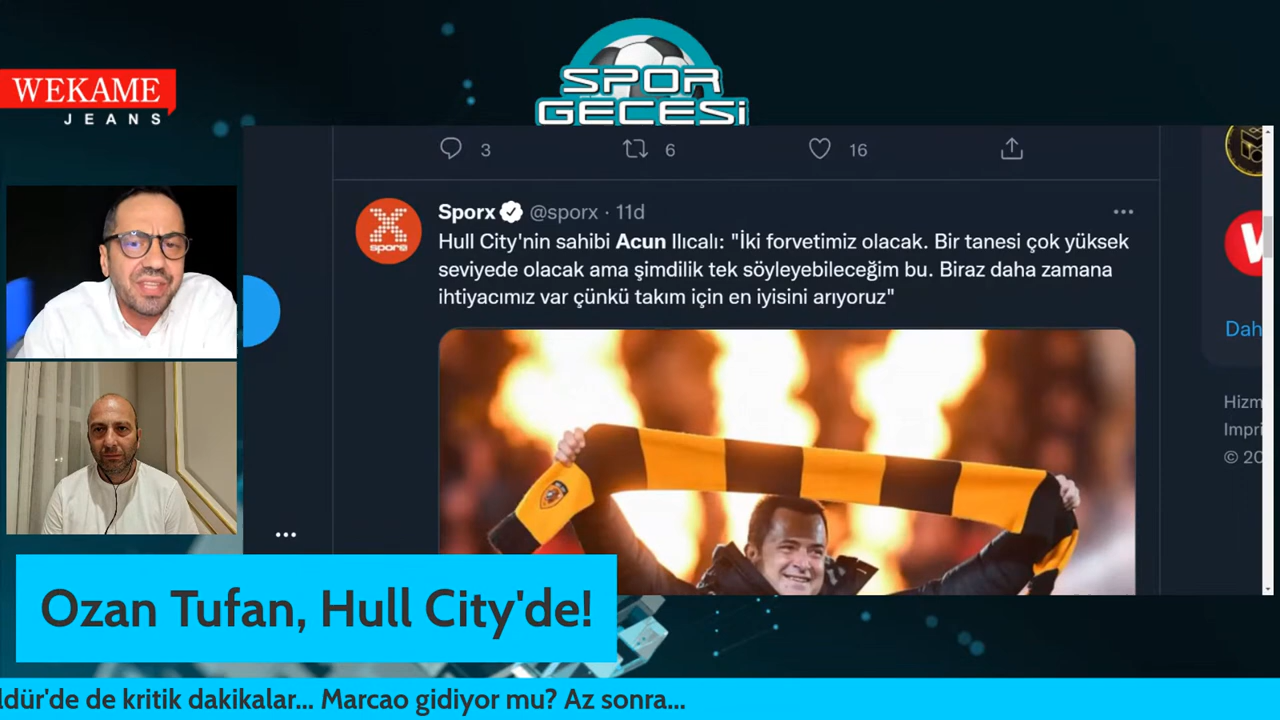 WEKAME
JEANS
SPOR
GECESİ
3
6
16
Sporx @sporx · 11d
Hull City'nin sahibi Acun Ilıcalı: "İki forvetimiz olacak. Bir tanesi çok yüksek
seviyede olacak ama şimdilik tek söyleyebileceğim bu. Biraz daha zamana
ihtiyacımız var çünkü takım için en iyisini arıyoruz"
sporx
Dah
Hizm
Impri
© 20
Ozan Tufan, Hull City'de!
ldür'de de kritik dakikalar... Marcao gidiyor mu? Az sonra...